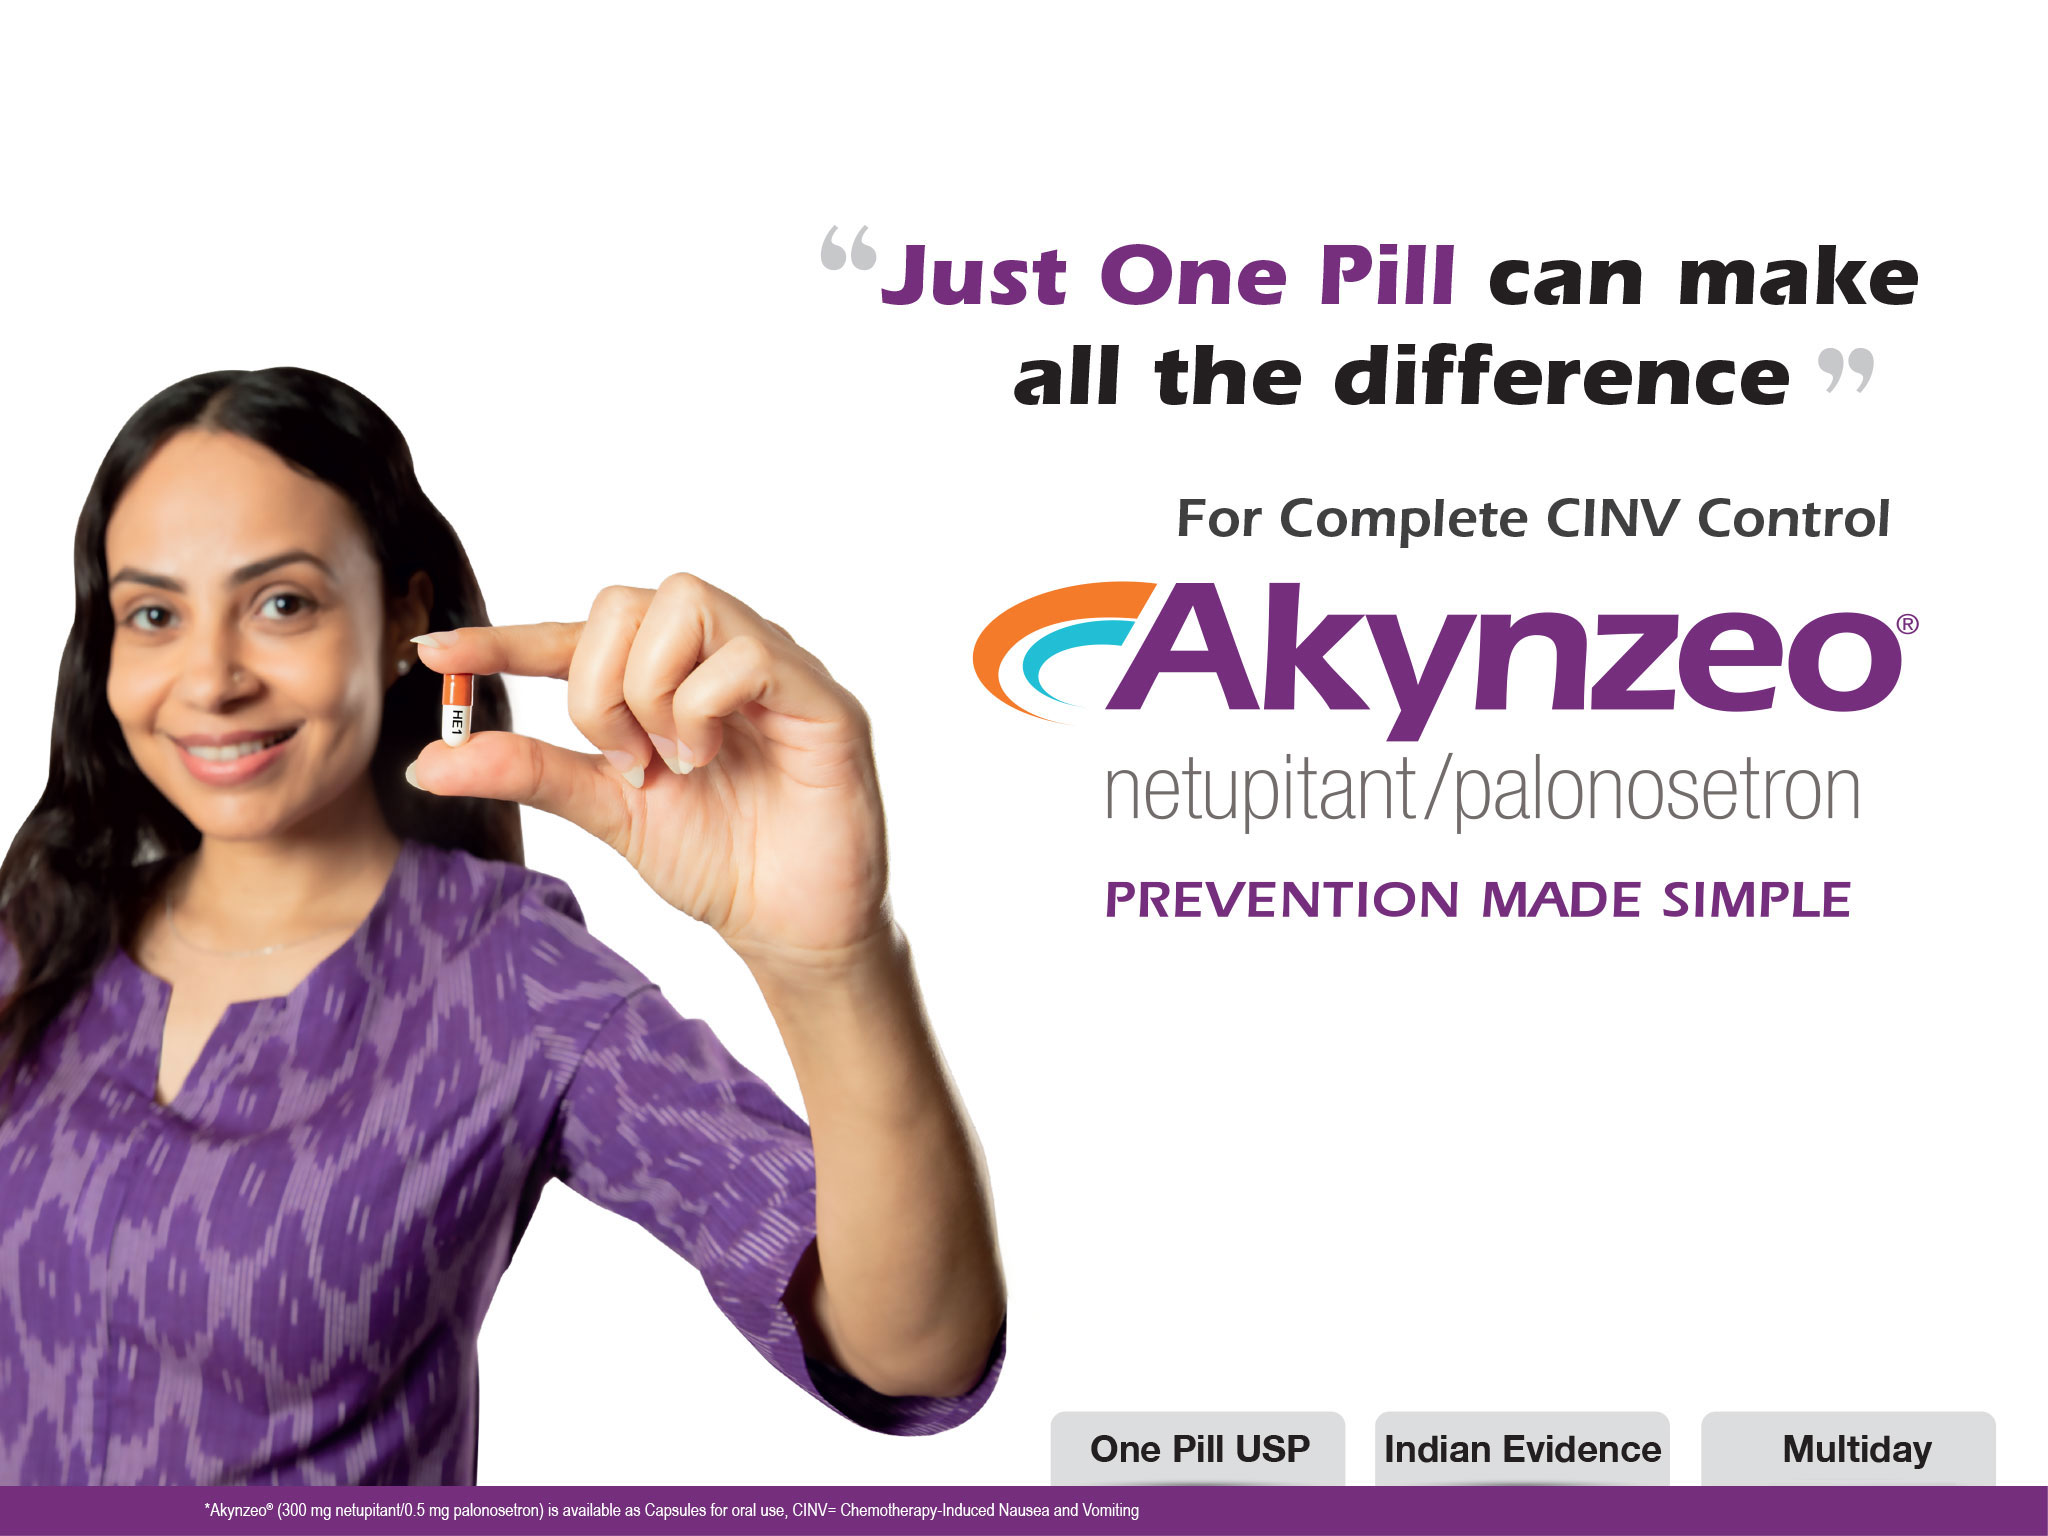 “Just One Pill can make
all the difference”
For Complete CINV Control
Akynzeo®
netupitant/palonosetron
PREVENTION MADE SIMPLE
HE1
One Pill USP
Indian Evidence
Multiday
*Akynzeo® (300 mg netupitant/0.5 mg palonosetron) is available as Capsules for oral use, CINV= Chemotherapy-Induced Nausea and Vomiting